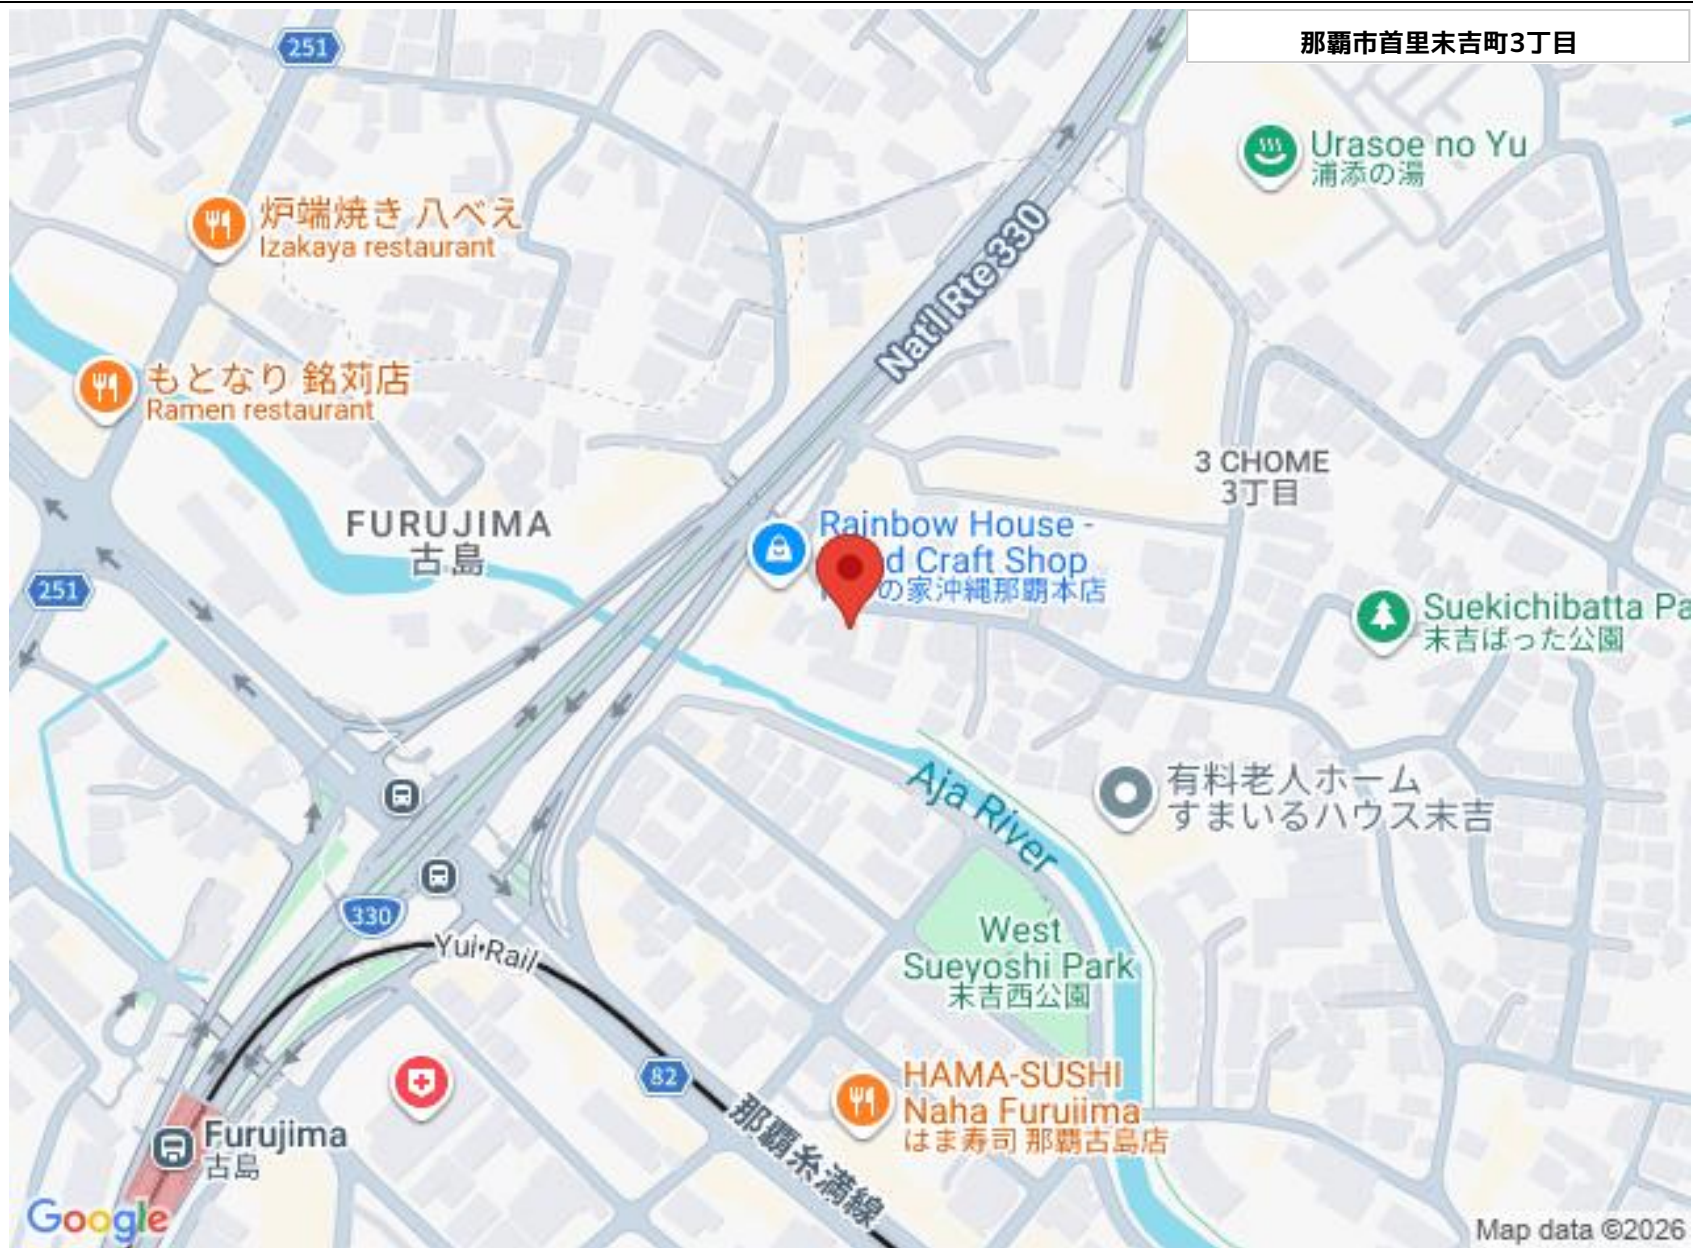 那覇市首里末吉町3丁目
251
Urasoe no Yu
浦添の湯
炉端焼き 八べえ
Izakaya restaurant
Nat'l Rte 330
もとなり 銘苅店
Ramen restaurant
3 CHOME
3丁目
FURUJIMA
古島
Rainbow House -
d Craft Shop
の家沖縄那覇本店
251
Suekichibatta Pa
末吉ばった公園
Aja River
有料老人ホーム
すまいるハウス末吉
330
Yui Rail
West
Sueyoshi Park
末吉西公園
82
HAMA-SUSHI
Naha Furujima
はま寿司 那覇古島店
那覇糸満線
Furujima
古島
Google
Map data ©2026